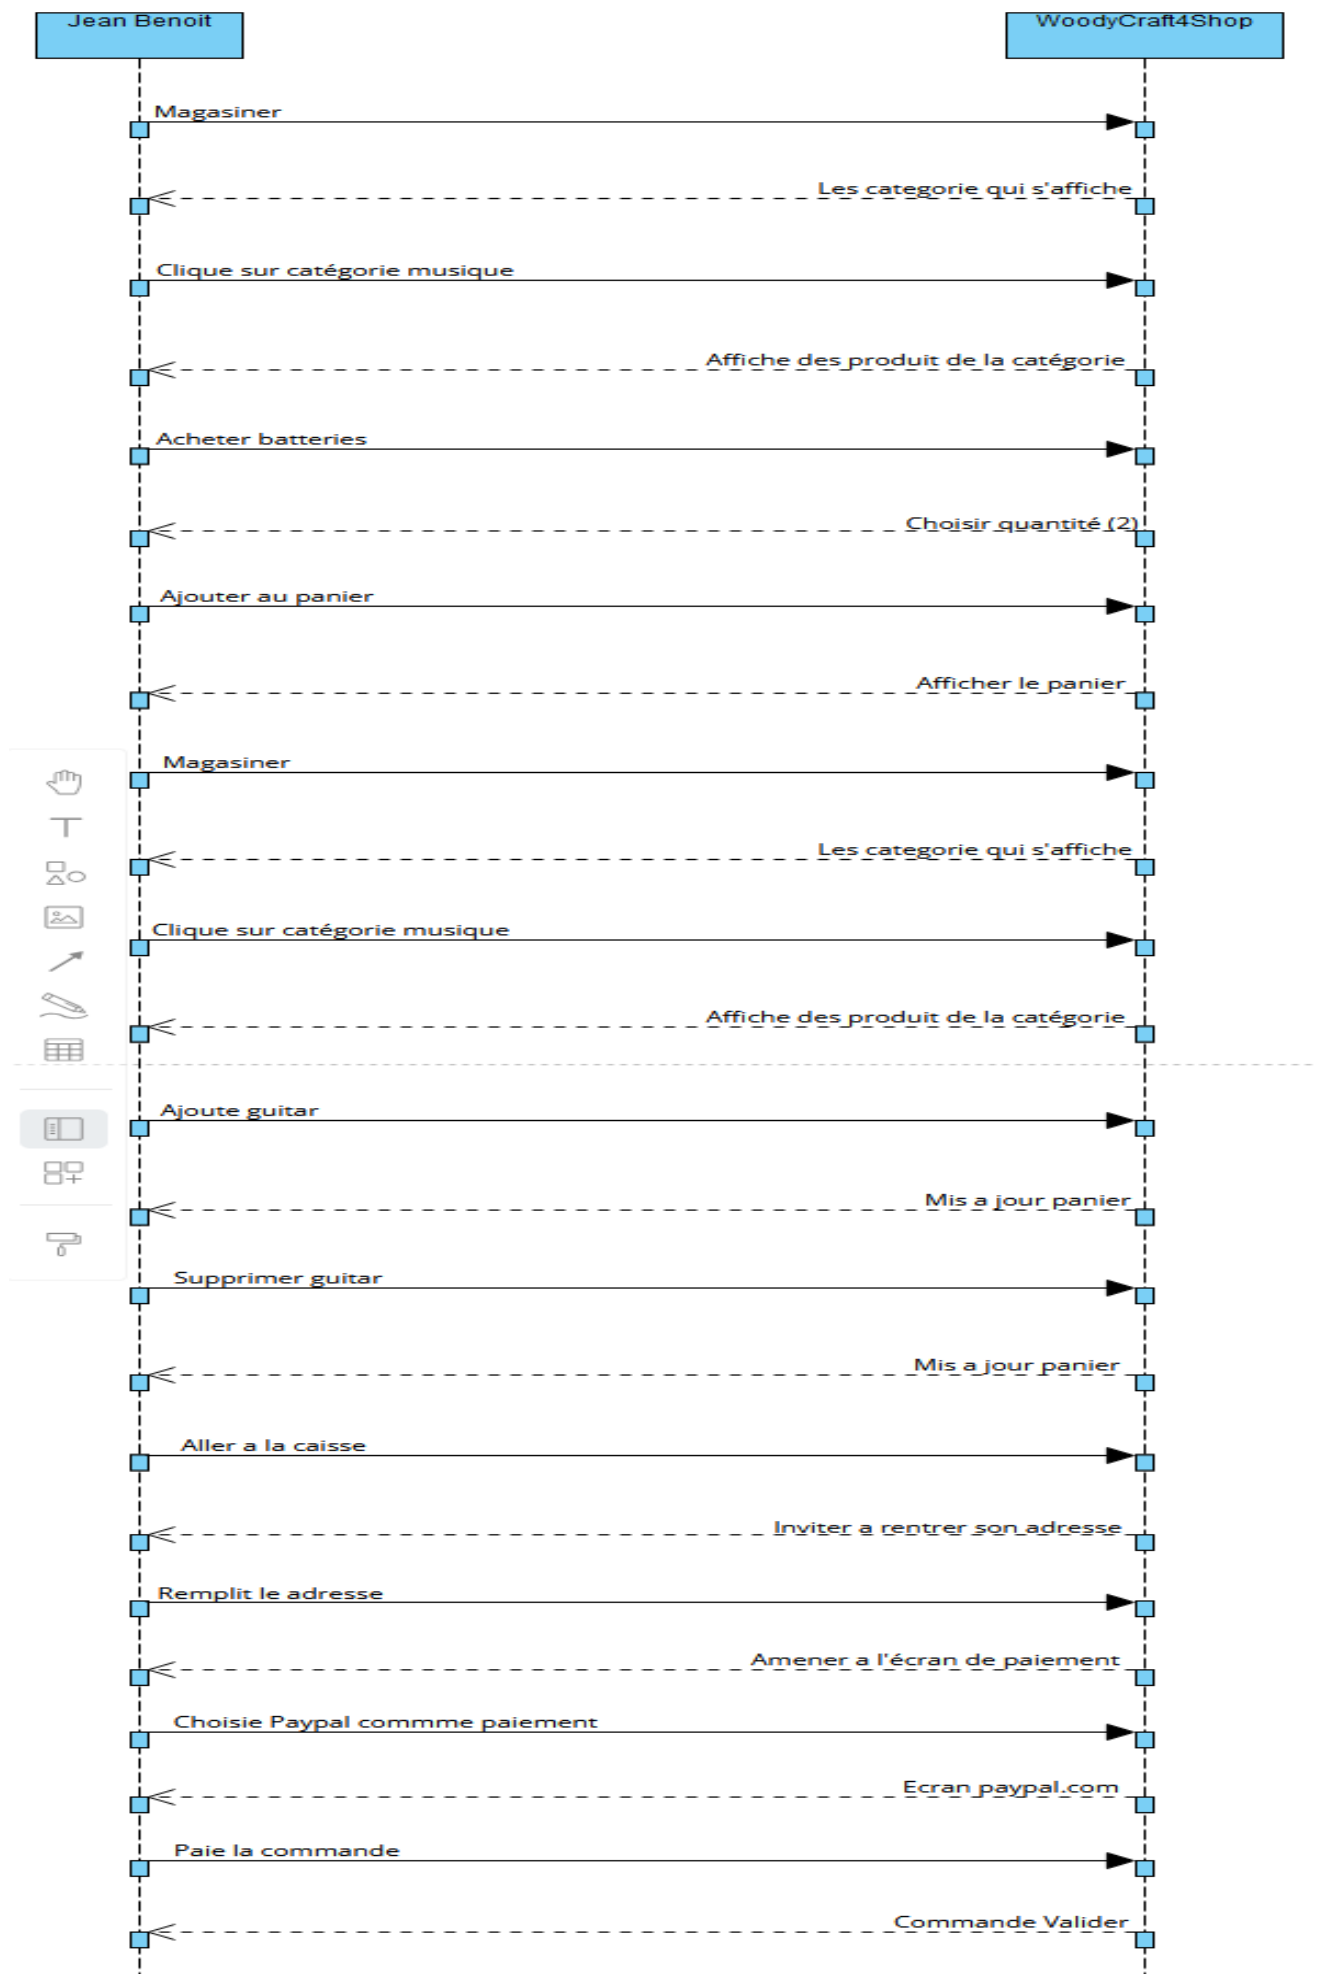 Jean Benoit
WoodyCraft4Shop
Magasiner
Les categorie qui s'affiche
Clique sur catégorie musique
Affiche des produit de la catégorie
Acheter batteries
Choisir quantité (2)
Ajouter au panier
Afficher le panier
Magasiner
Les categorie qui s'affiche
Clique sur catégorie musique
Affiche des produit de la catégorie
Ajoute guitar
Mis a jour panier
Supprimer guitar
Mis a jour panier
Aller a la caisse
Inviter a rentrer son adresse
Remplit le adresse
Amener a l'écran de paiement
Choisie Paypal commme paiement
Ecran paypal.com
Paie la commande
Commande Valider